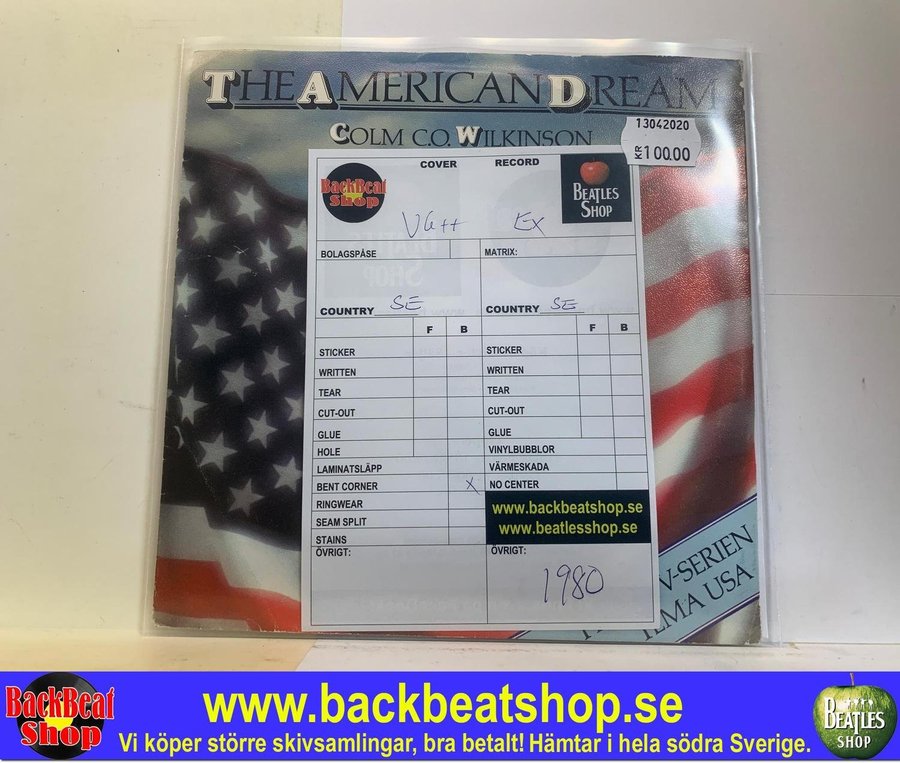 THE AMERICAN DREAM
COLM C.O. WILKINSON
13042020
KR 100.00
COVER
RECORD
BackBeat
Shop
BEATLES
SHOP
VG++
EX
BOLAGSPÅSE
MATRIX:
COUNTRY SE
COUNTRY SE
F B
F B
STICKER
STICKER
WRITTEN
WRITTEN
TEAR
TEAR
CUT-OUT
CUT-OUT
GLUE
GLUE
HOLE
VINYLBUBBLOR
LAMINATSLÄPP
VÄRMESKADA
BENT CORNER X
NO CENTER
RINGWEAR
www.backbeatshop.se
SEAM SPLIT
www.beatlesshop.se
STAINS
ÖVRIGT:
ÖVRIGT:
1980
V-SERIEN
ILMA USA
BackBeat
Shop
www.backbeatshop.se
Vi köper större skivsamlingar, bra betalt! Hämtar i hela södra Sverige.
BEATLES
SHOP